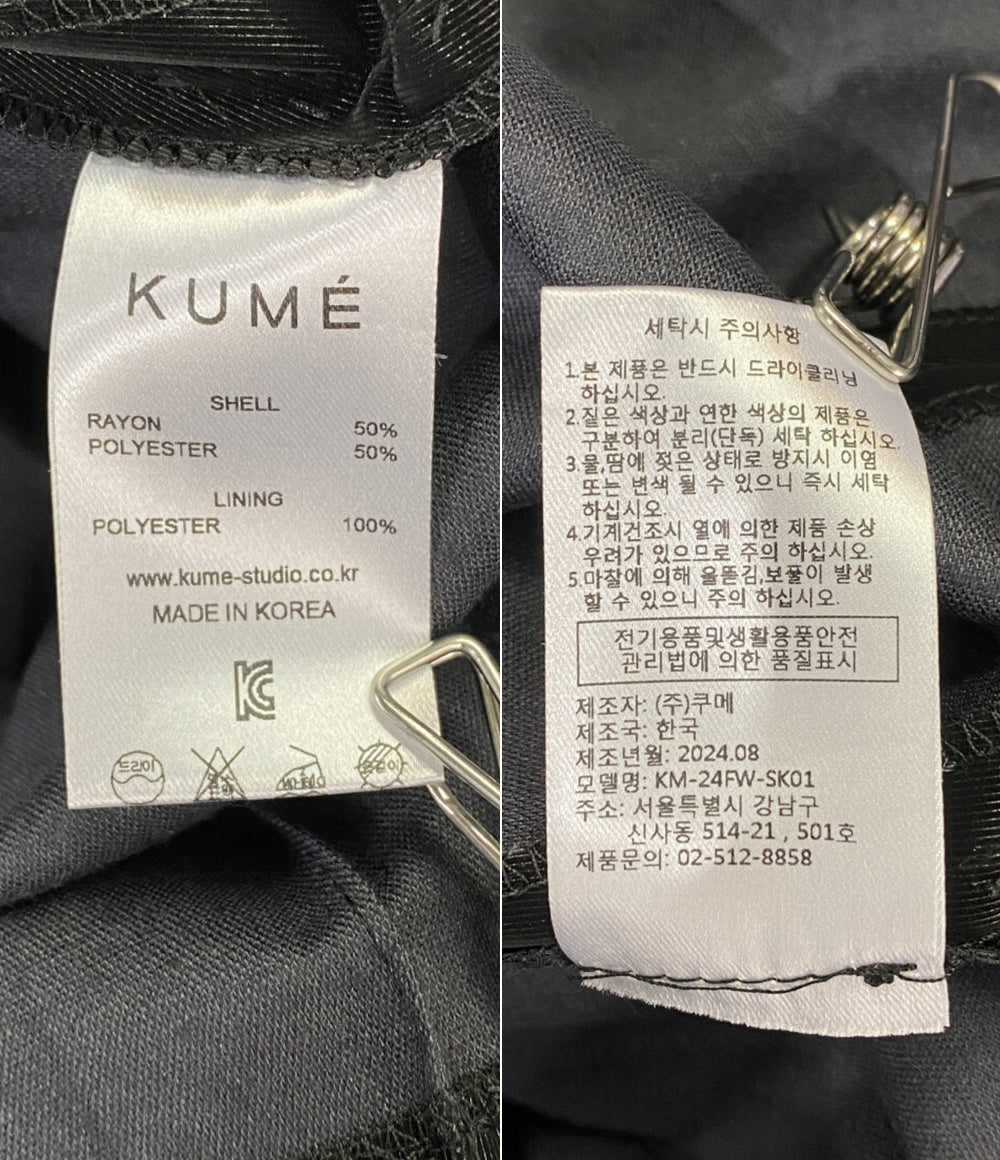 KUMÉ
SHELL
RAYON 50%
POLYESTER 50%
LINING
POLYESTER 100%
www.kume-studio.co.kr
MADE IN KOREA
드라이
세탁시 주의사항
1.본 제품은 반드시 드라이클리닝
하십시오.
2.짙은 색상과 연한 색상의 제품은
구분하여 분리(단독) 세탁 하십시오.
3.물,땀에 젖은 상태로 방치시 이염
또는 변색 될 수 있으니 즉시 세탁
하십시오.
4.기계건조시 열에 의한 제품 손상
우려가 있으므로 주의 하십시오.
5.마찰에 의해 올뜯김,보풀이 발생
할 수 있으니 주의 하십시오.
전기용품및생활용품안전
관리법에 의한 품질표시
제조자: (주)쿠메
제조국: 한국
제조년월: 2024.08
모델명: KM-24FW-SK01
주소: 서울특별시 강남구
신사동 514-21 , 501호
제품문의: 02-512-8858